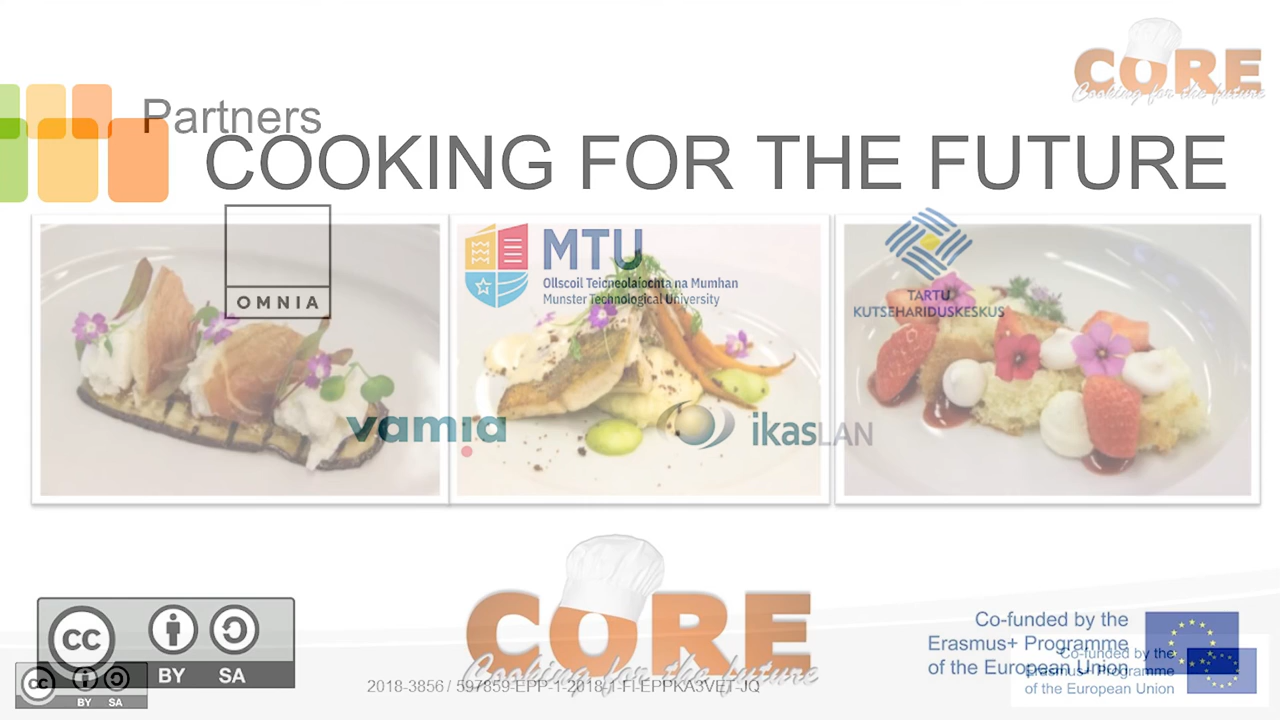 CORE
Cooking for the future
Partners
COOKING FOR THE FUTURE
OMNIA
MTU
Ollscoil Teicneolaíochta na Mumhan
Munster Technological University
TARTU
KUTSEHARIDUSKESKUS
vamia
ikasLAN
CORE
Cooking for the future
cc
BY SA
cc
BY SA
2018-3856 / 597859-EPP-1-2018-1-FI-EPPKA3VET-JQ
Co-funded by the
Erasmus+ Programme
of the European Union
Co-funded by the
Erasmus+ Programme
of the European Union